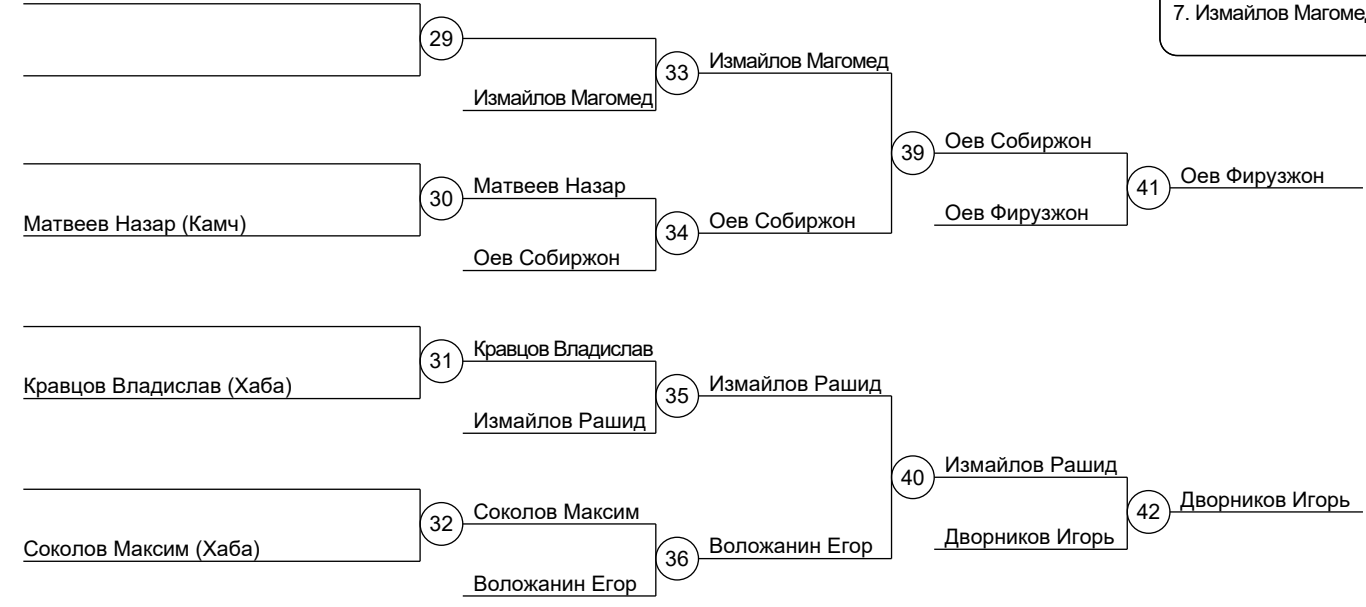 7. Измайлов Магомед
29
33
Измайлов Магомед
Измайлов Магомед
39
Оев Собиржон
Матвеев Назар (Камч)
30
Матвеев Назар
34
Оев Собиржон
Оев Собиржон
Оев Фирузжон
41
Оев Фирузжон
Кравцов Владислав (Хаба)
31
Кравцов Владислав
35
Измайлов Рашид
Измайлов Рашид
40
Измайлов Рашид
Соколов Максим (Хаба)
32
Соколов Максим
36
Воложанин Егор
Воложанин Егор
Дворников Игорь
42
Дворников Игорь